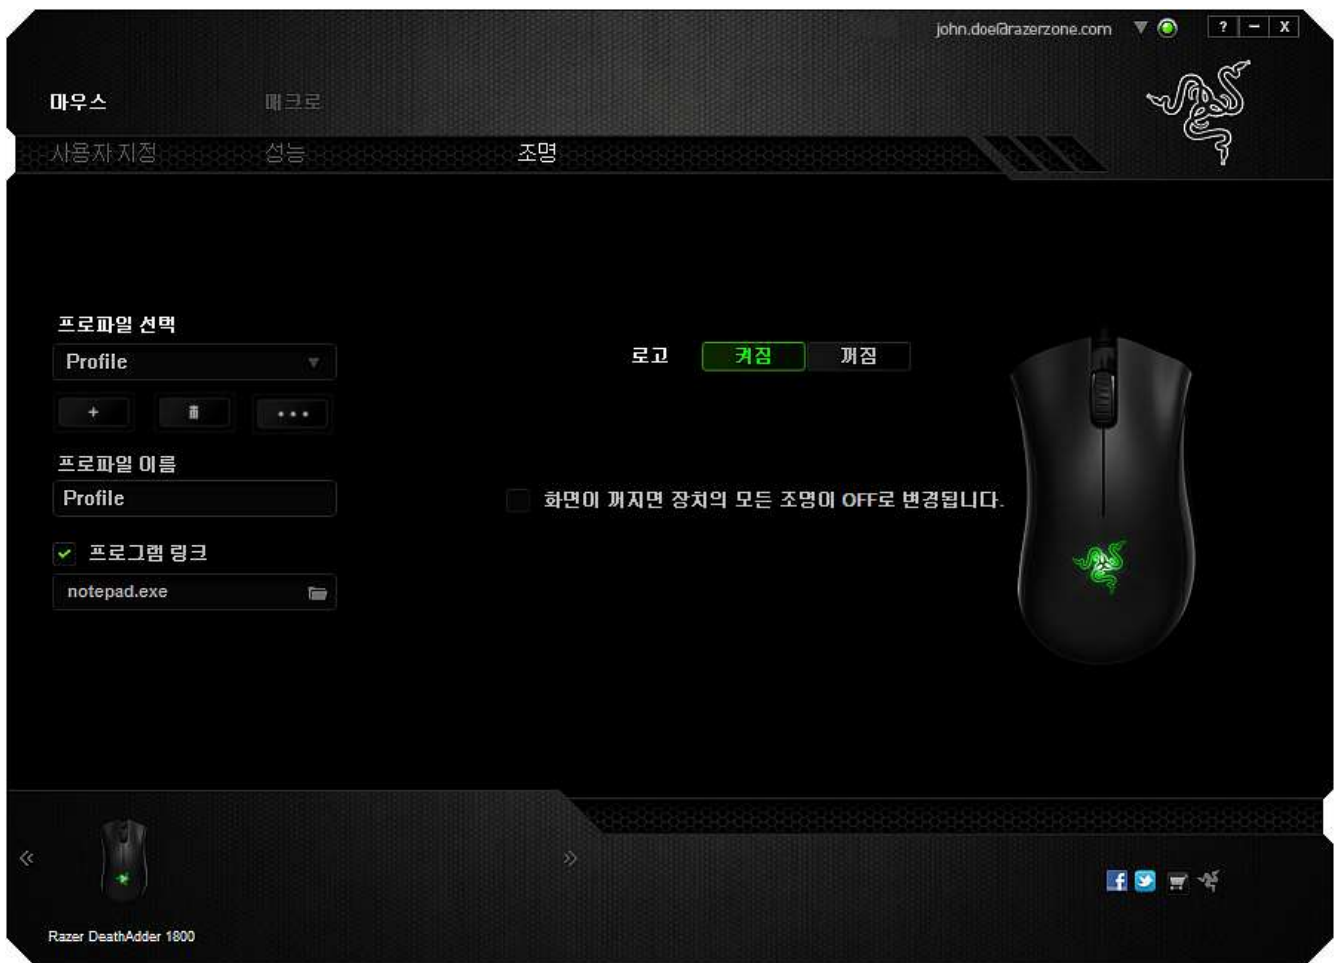 john.doe@razerzone.com
? – X
마우스 매크로
사용자 지정 성능 조명
프로파일 선택
Profile
로고 켜짐 꺼짐
+ •••
프로파일 이름
Profile
화면이 꺼지면 장치의 모든 조명이 OFF로 변경됩니다.
프로그램 링크
notepad.exe
Razer DeathAdder 1800